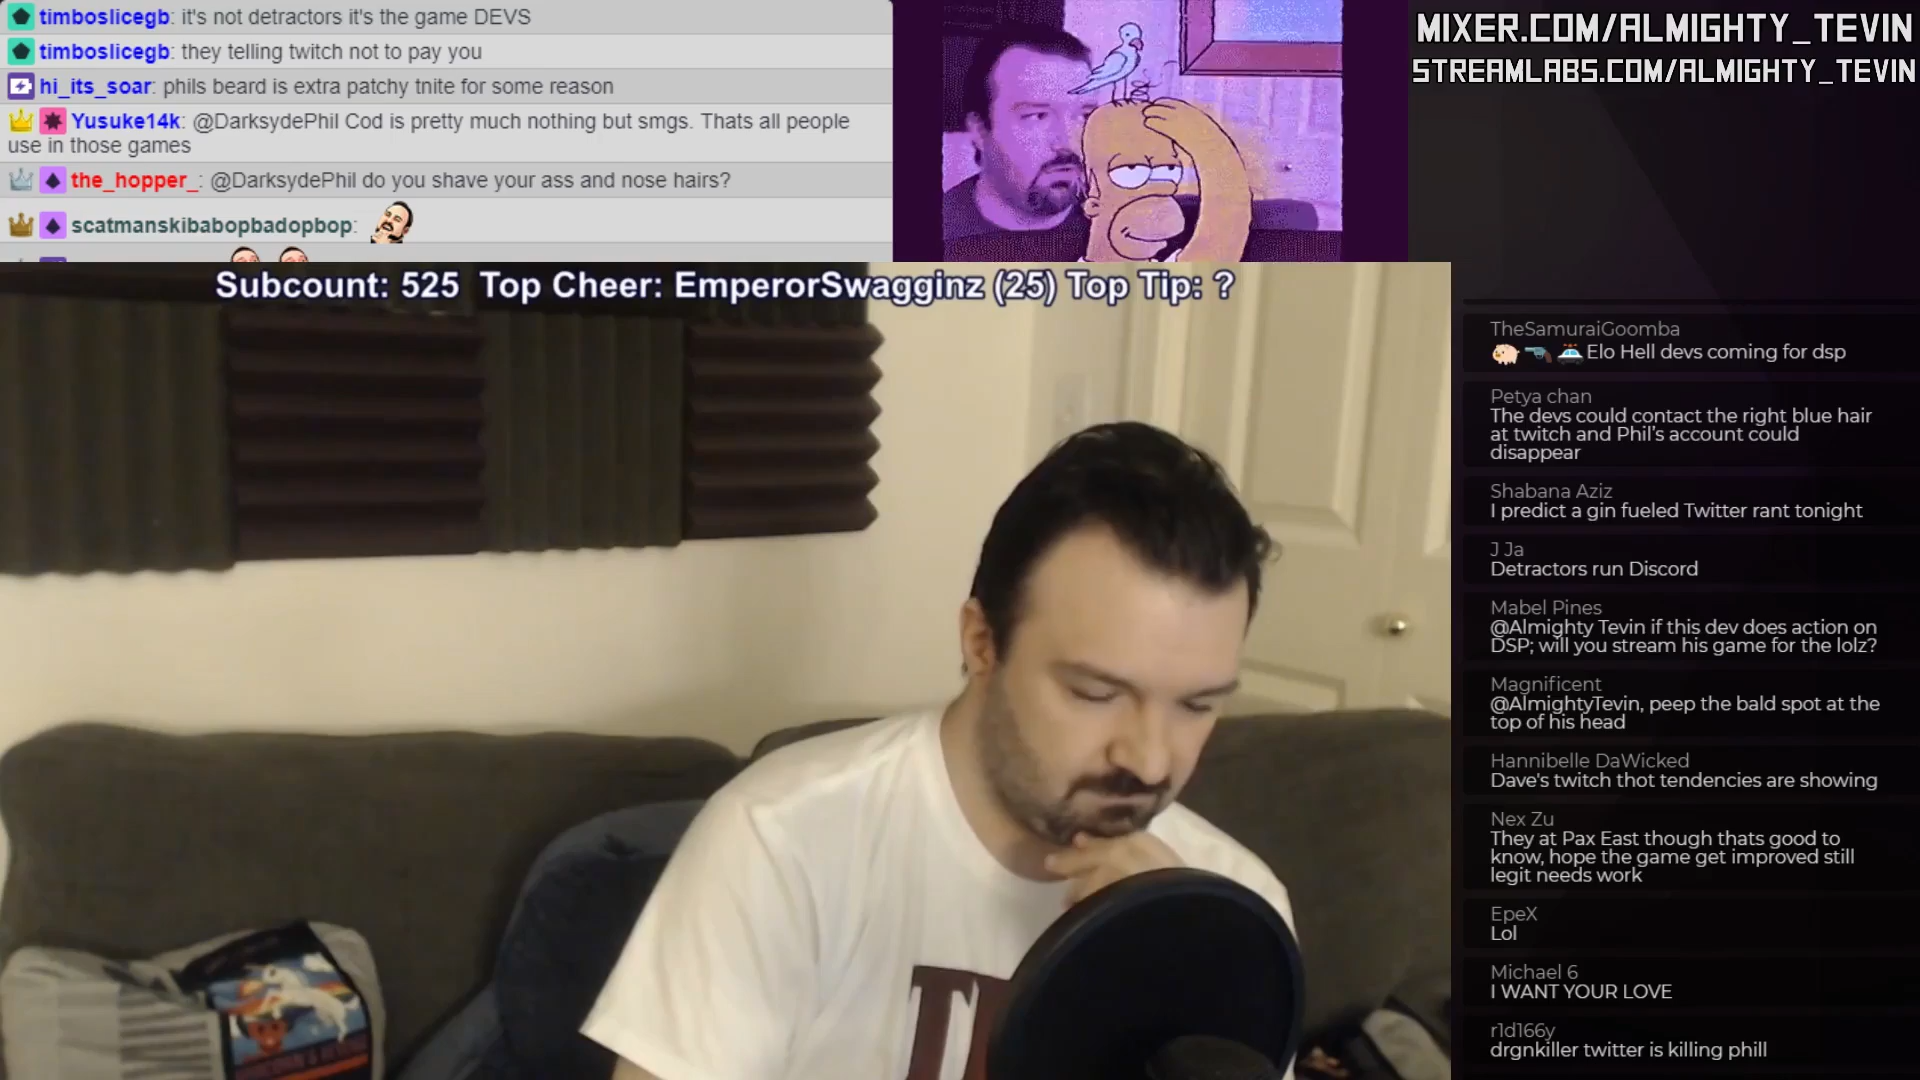 timboslicegb: it's not detractors it's the game DEVS
timboslicegb: they telling twitch not to pay you
hi_its_soar: phils beard is extra patchy tnite for some reason
Yusuke14k: @DarksydePhil Cod is pretty much nothing but smgs. Thats all people
use in those games
the_hopper_: @DarksydePhil do you shave your ass and nose hairs?
scatmanskibabopbadopbop:
MIXER.COM/ALMIGHTY_TEVIN
STREAMLABS.COM/ALMIGHTY_TEVIN
Subcount: 525 Top Cheer: EmperorSwagginz (25) Top Tip: ?
TheSamuraiGoomba
Elo Hell devs coming for dsp
Petya chan
The devs could contact the right blue hair
at twitch and Phil's account could
disappear
Shabana Aziz
I predict a gin fueled Twitter rant tonight
J Ja
Detractors run Discord
Mabel Pines
@Almighty Tevin if this dev does action on
DSP; will you stream his game for the lolz?
Magnificent
@AlmightyTevin, peep the bald spot at the
top of his head
Hannibelle DaWicked
Dave's twitch thot tendencies are showing
Nex Zu
They at Pax East though thats good to
know, hope the game get improved still
legit needs work
EpeX
Lol
Michael 6
I WANT YOUR LOVE
r1d166y
drgnkiller twitter is killing phill